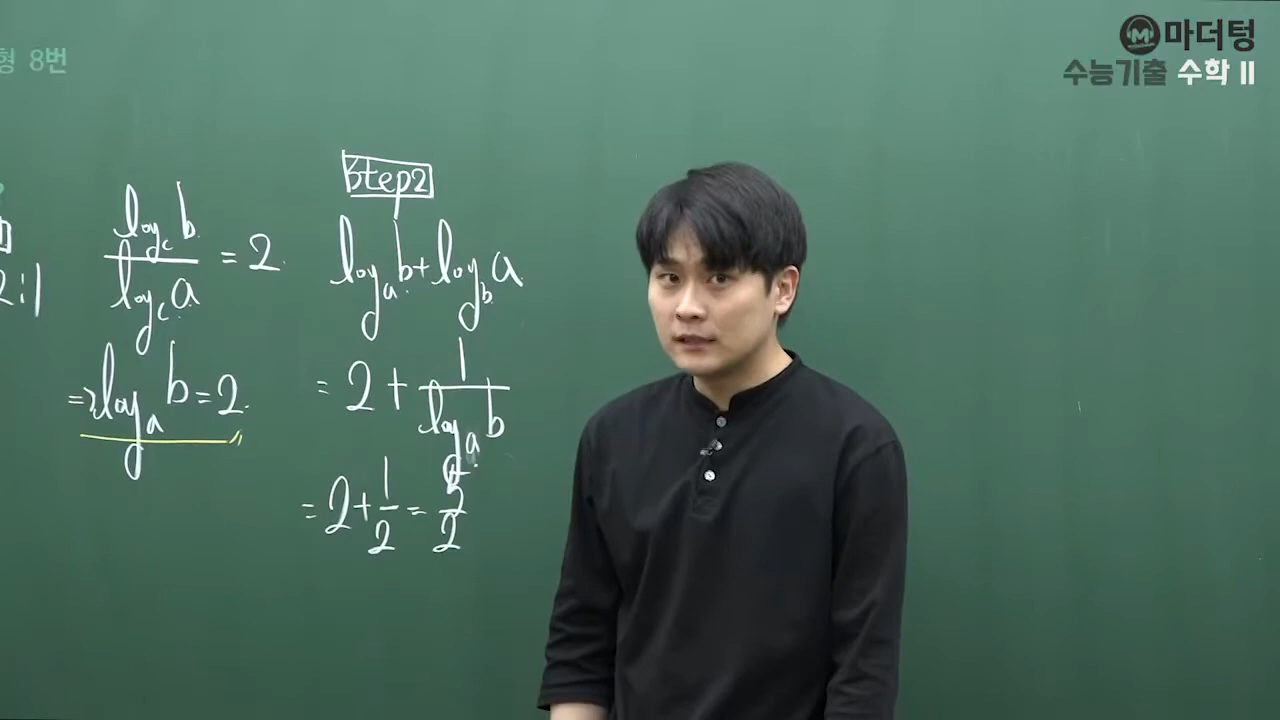 마더텅
수능기출 수학 II
형 8번
2:1
log_c b / log_c a = 2.
⇒ log_a b = 2.
Step2
log_a b + log_b a
= 2 + 1 / log_a b
= 2 + 1/2 = 5/2